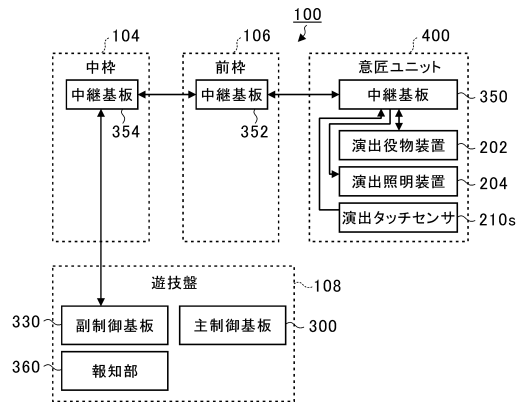 100
104
106
400
中枠
前枠
意匠ユニット
中継基板
中継基板
中継基板
350
354
352
演出役物装置
202
演出照明装置
204
演出タッチセンサ
210s
遊技盤
108
330
副制御基板
主制御基板
300
360
報知部